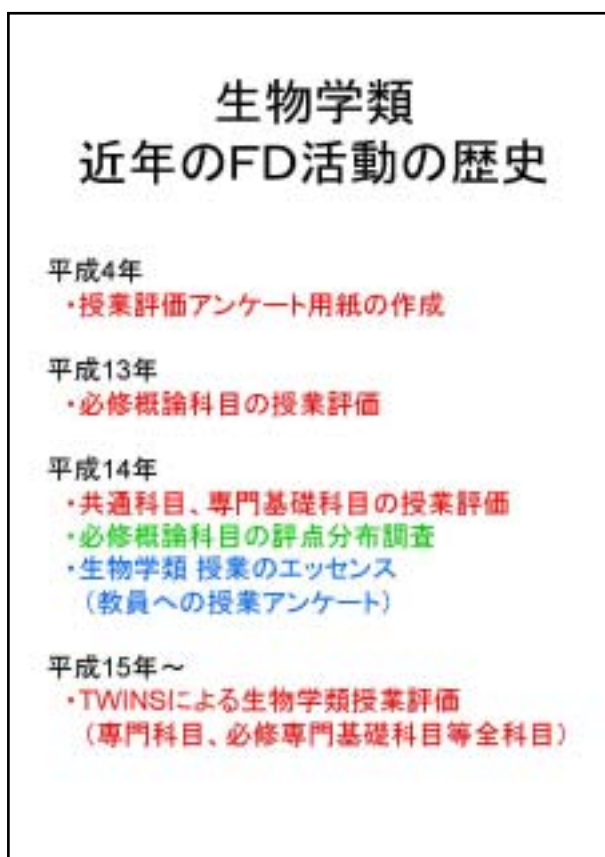 生物学類
近年のFD活動の歴史
平成4年
・授業評価アンケート用紙の作成
平成13年
・必修概論科目の授業評価
平成14年
・共通科目、専門基礎科目の授業評価
・必修概論科目の評点分布調査
・生物学類 授業のエッセンス
（教員への授業アンケート）
平成15年～
・TWINSによる生物学類授業評価
（専門科目、必修専門基礎科目等全科目）